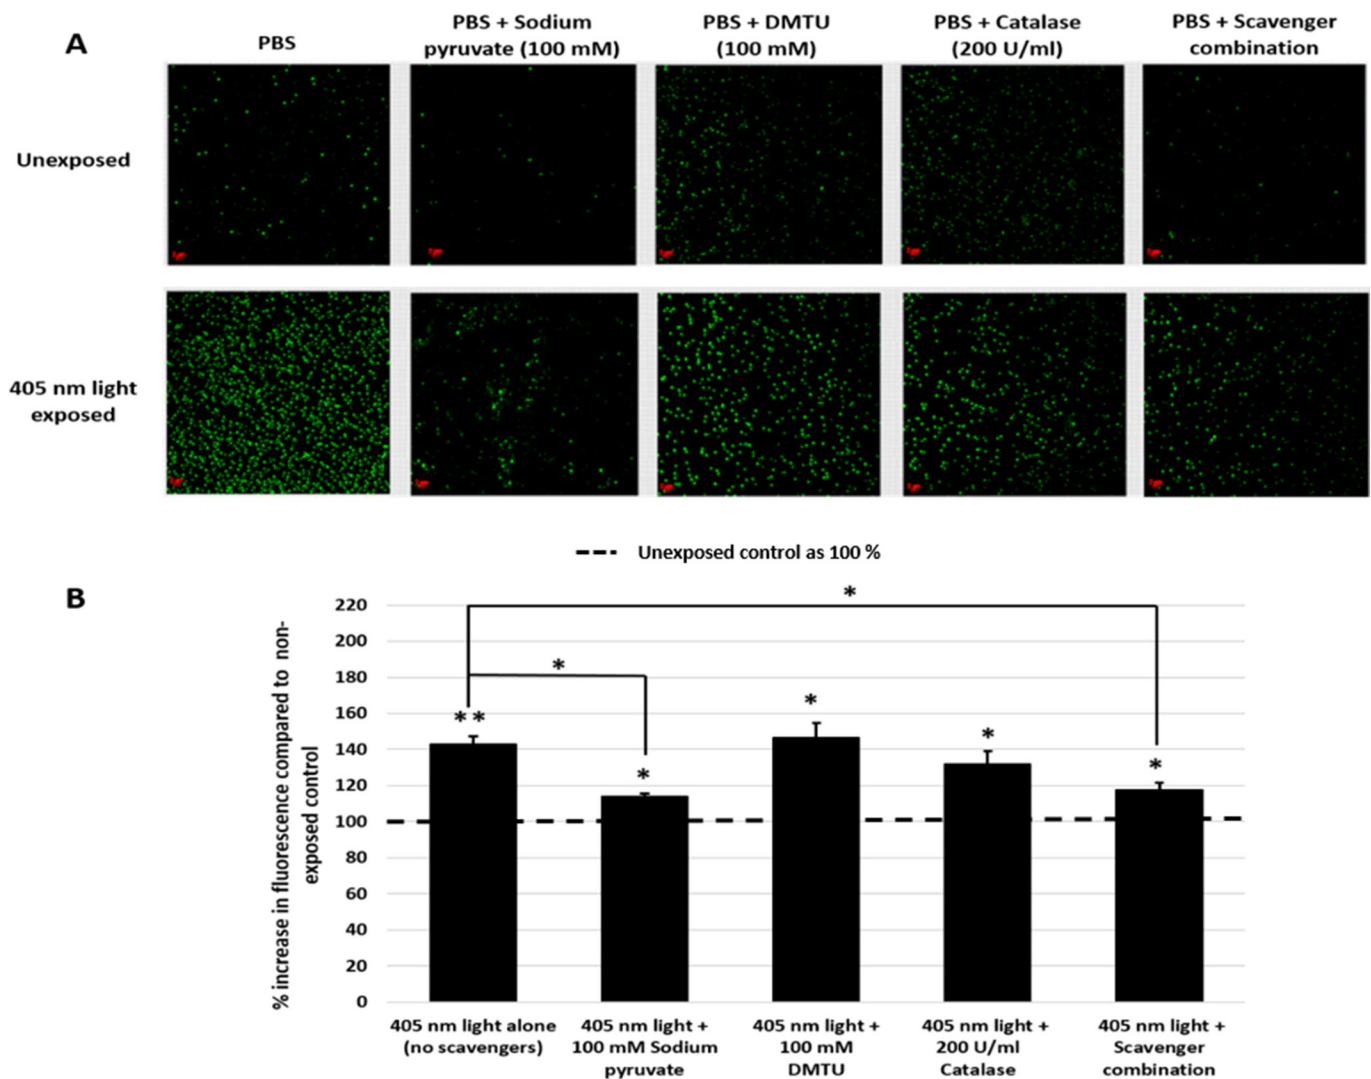 A
PBS
PBS + Sodium
pyruvate (100 mM)
PBS + DMTU
(100 mM)
PBS + Catalase
(200 U/ml)
PBS + Scavenger
combination
Unexposed
405 nm light
exposed
Unexposed control as 100 %
B
% increase in fluorescence compared to non-
exposed control
220
200
180
160
140
120
100
80
60
40
20
0
*
*
**
*
*
*
*
405 nm light alone
(no scavengers)
405 nm light +
100 mM Sodium
pyruvate
405 nm light +
100 mM
DMTU
405 nm light +
200 U/ml
Catalase
405 nm light +
Scavenger
combination